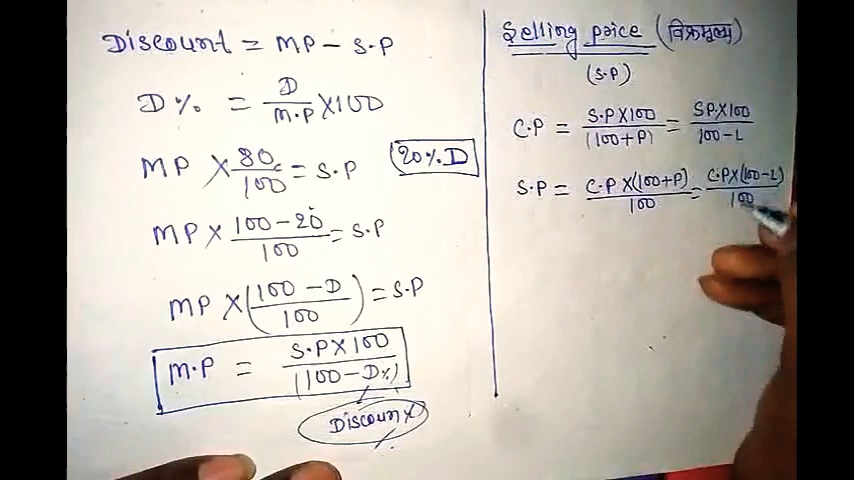 Discount = MP - S.P
D% = D/M.P × 100
MP × 80/100 = S.P (20% D)
MP × 100-20/100 = S.P
MP × (100-D/100) = S.P
M.P = S.P × 100/(100-D%)
Discount
Selling price (विक्रमूल्य)
(S.P)
C.P = S.P × 100/(100+P) = SP × 100/100-L
S.P = C.P × (100+P)/100 = C.P × (100-L)/100